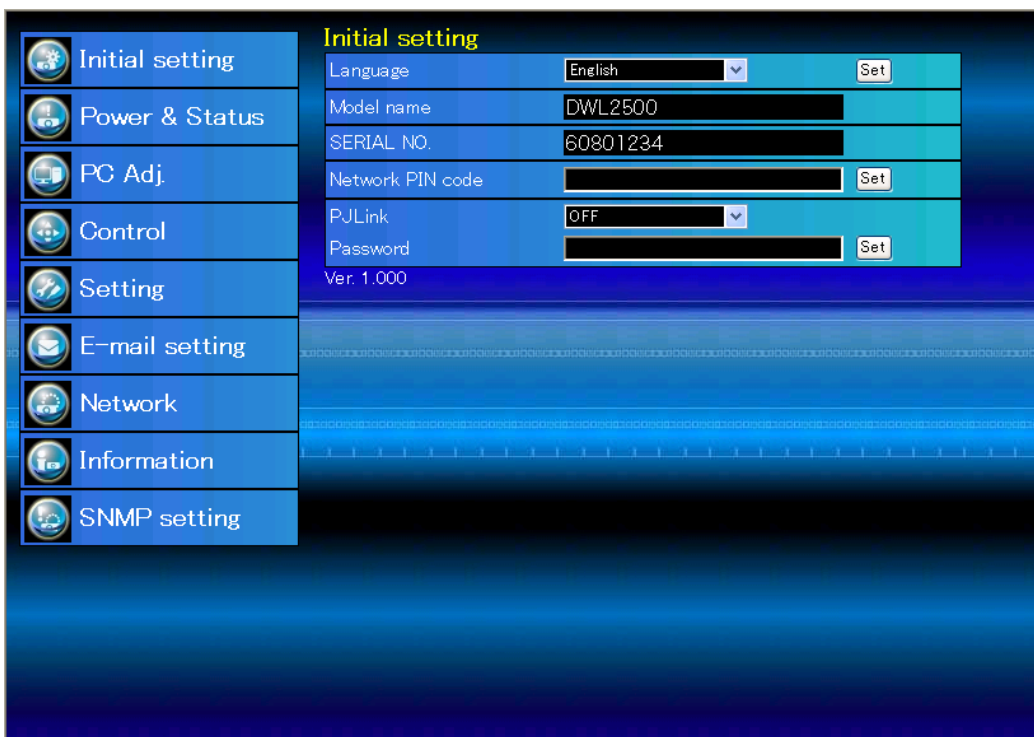 Initial setting
Power & Status
PC Adj.
Control
Setting
E-mail setting
Network
Information
SNMP setting
Initial setting
Language English Set
Model name DWL2500
SERIAL NO. 60801234
Network PIN code Set
PJLink OFF
Password Set
Ver. 1.000